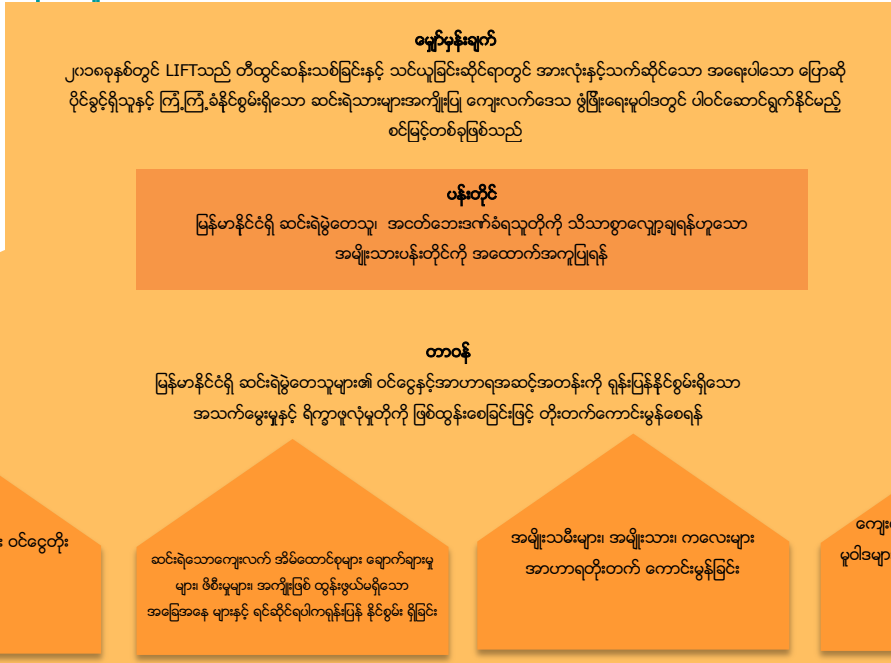 မျှော်မှန်းချက်
၂၀၁၈ခုနှစ်တွင် LIFTသည် တီထွင်ဆန်းသစ်ခြင်းနှင့် သင်ယူခြင်းဆိုင်ရာတွင် အားလုံးနှင့်သက်ဆိုင်သော အရေးပါသော ပြောဆို
ပိုင်ခွင့်ရှိသူနှင့် ကြံ့ကြံ့ခံနိုင်စွမ်းရှိသော ဆင်းရဲသားများအကျိုးပြု ကျေးလက်ဒေသ ဖွံ့ဖြိုးရေးမူဝါဒတွင် ပါဝင်ဆောင်ရွက်နိုင်မည့်
စင်မြင့်တစ်ခုဖြစ်သည်
ပန်းတိုင်
မြန်မာနိုင်ငံရှိ ဆင်းရဲမွဲတေသူ၊ အငတ်ဘေးဒဏ်ခံရသူတို့ကို သိသာစွာလျှော့ချရန်ဟူသော
အမျိုးသားပန်းတိုင်ကို အထောက်အကူပြုရန်
တာဝန်
မြန်မာနိုင်ငံရှိ ဆင်းရဲမွဲတေသူများ၏ ဝင်ငွေနှင့်အာဟာရအဆင့်အတန်းကို ရုန်းပြန်နိုင်စွမ်းရှိသော
အသက်မွေးမှုနှင့် ရိက္ခာဖူလုံမှုတို့ကို ဖြစ်ထွန်းစေခြင်းဖြင့် တိုးတက်ကောင်းမွန်စေရန်
ဝင်ငွေတိုး
ဆင်းရဲသောကျေးလက် အိမ်ထောင်စုများ ချောက်ချားမှု
များ၊ ဖိစီးမှုများ၊ အကျိုးဖြစ် ထွန်းဖွယ်မရှိသော
အခြေအနေ များနှင့် ရင်ဆိုင်ရပါကရုန်းပြန် နိုင်စွမ်း ရှိခြင်း
အမျိုးသမီးများ၊ အမျိုးသား၊ ကလေးများ
အာဟာရတိုးတက် ကောင်းမွန်ခြင်း
မူဝါဒများ